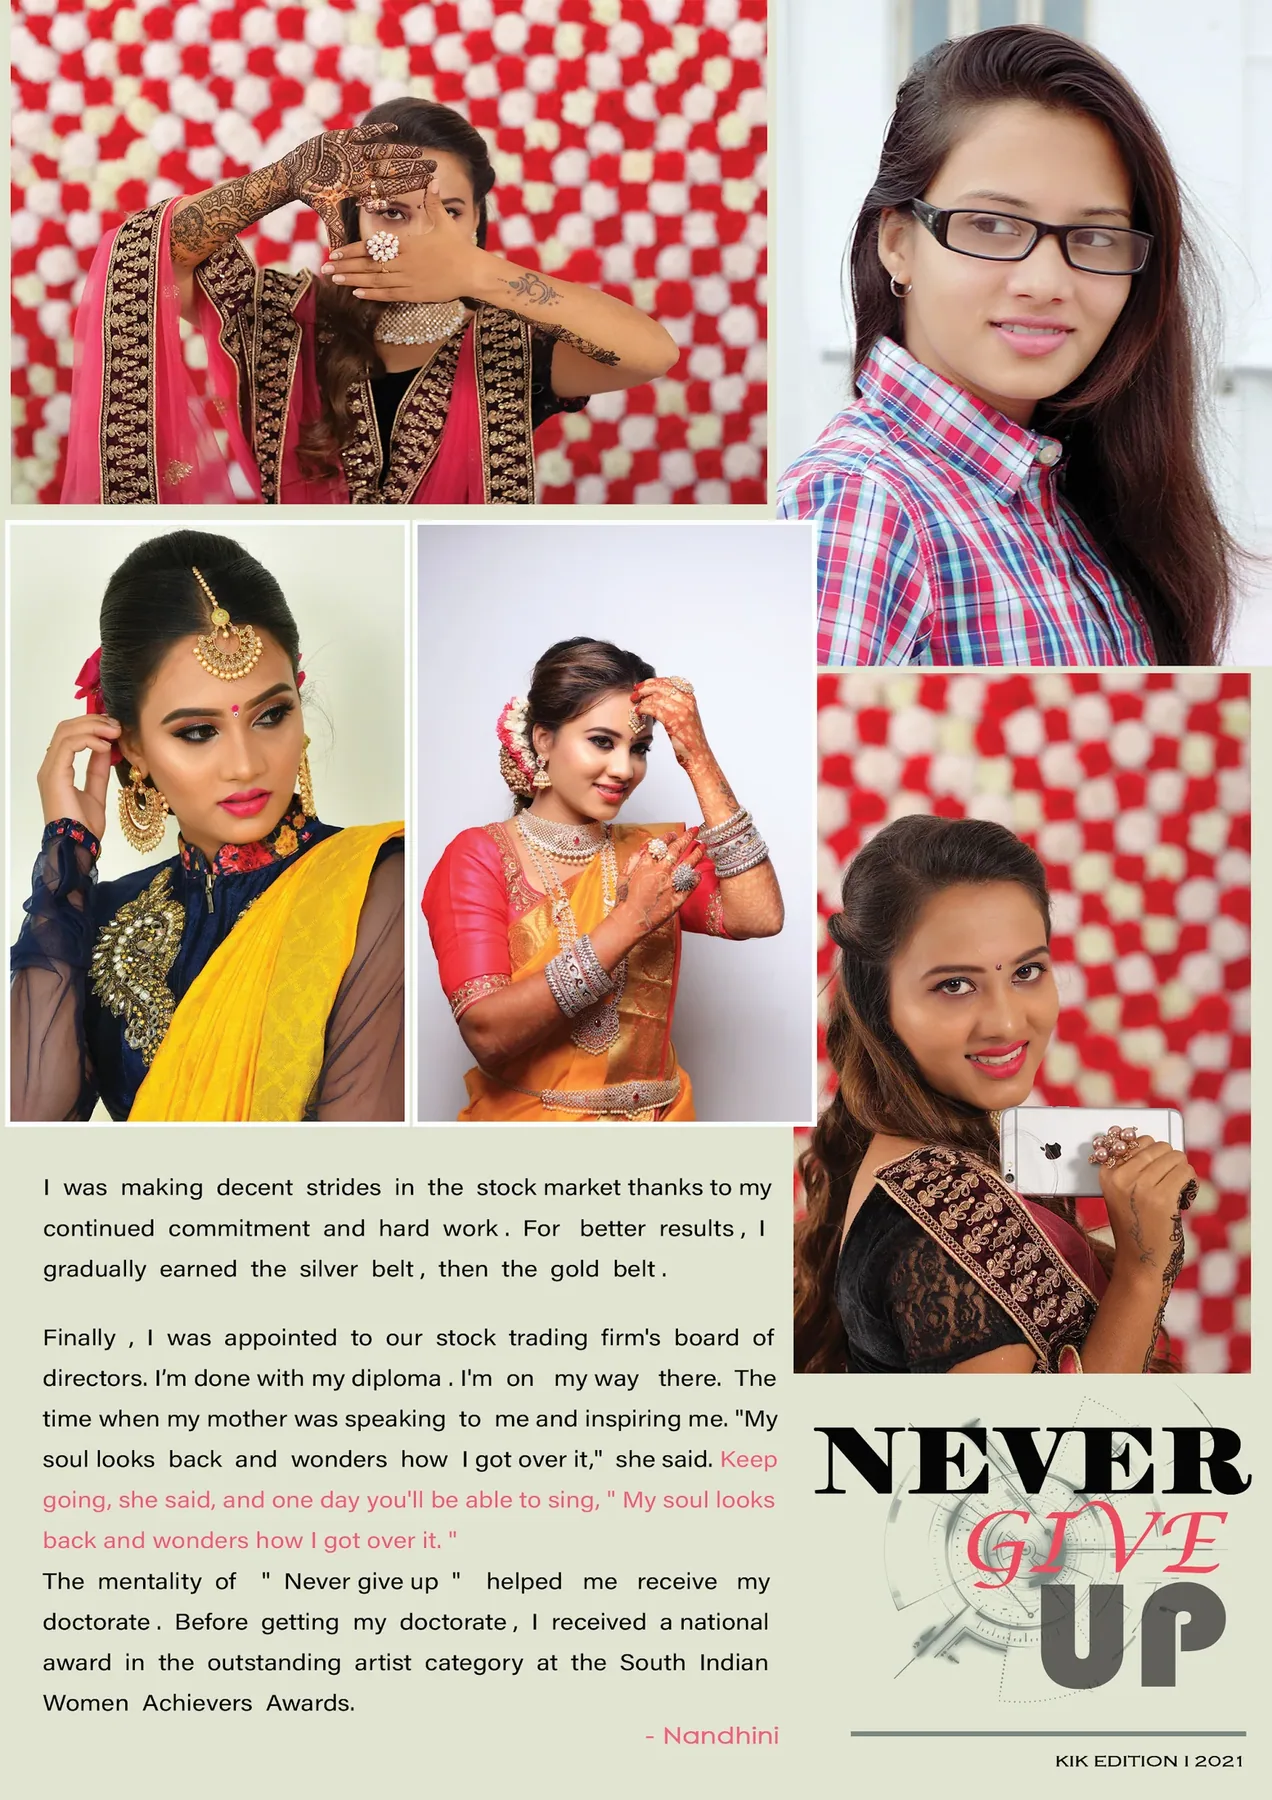 I was making decent strides in the stock market thanks to my
continued commitment and hard work . For better results , I
gradually earned the silver belt , then the gold belt .
Finally , I was appointed to our stock trading firm's board of
directors. I’m done with my diploma . I'm on my way there. The
time when my mother was speaking to me and inspiring me. "My
soul looks back and wonders how I got over it," she said. Keep
going, she said, and one day you'll be able to sing, " My soul looks
back and wonders how I got over it. "
The mentality of " Never give up " helped me receive my
doctorate . Before getting my doctorate , I received a national
award in the outstanding artist category at the South Indian
Women Achievers Awards.
- Nandhini
NEVER
GIVE
UP
KIK EDITION I 2021